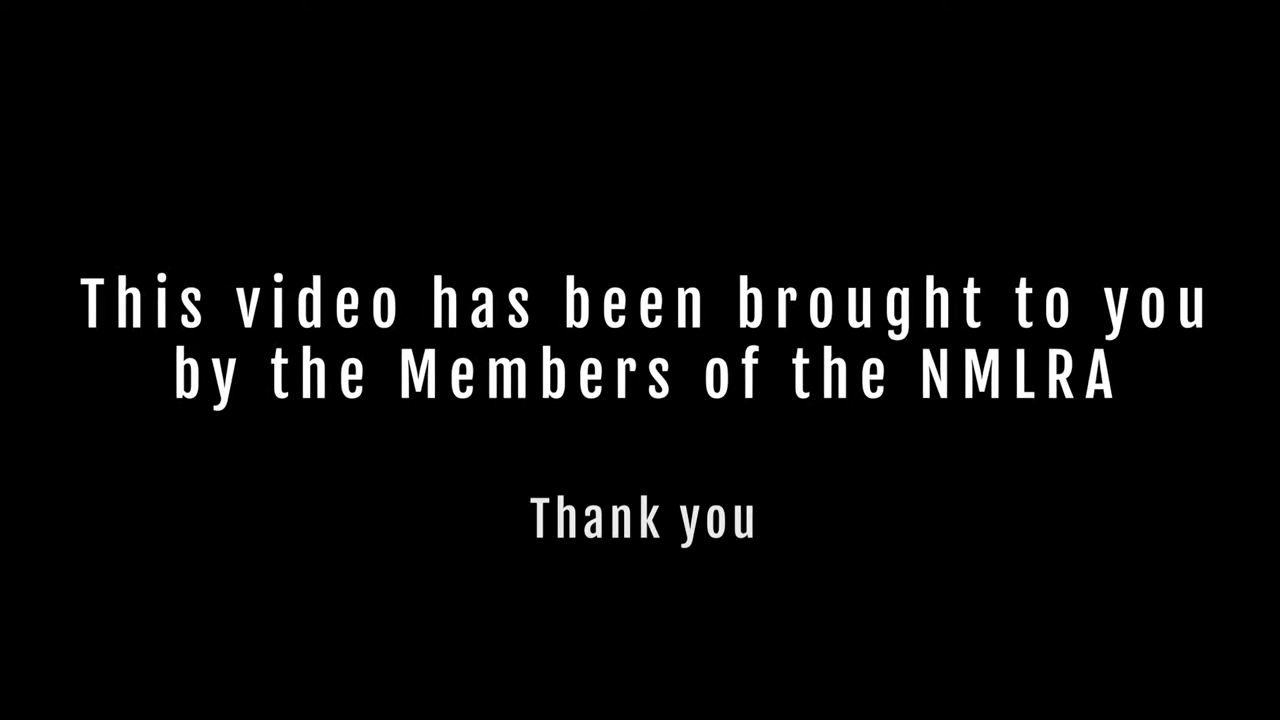 This video has been brought to you
by the Members of the NMLRA
Thank you